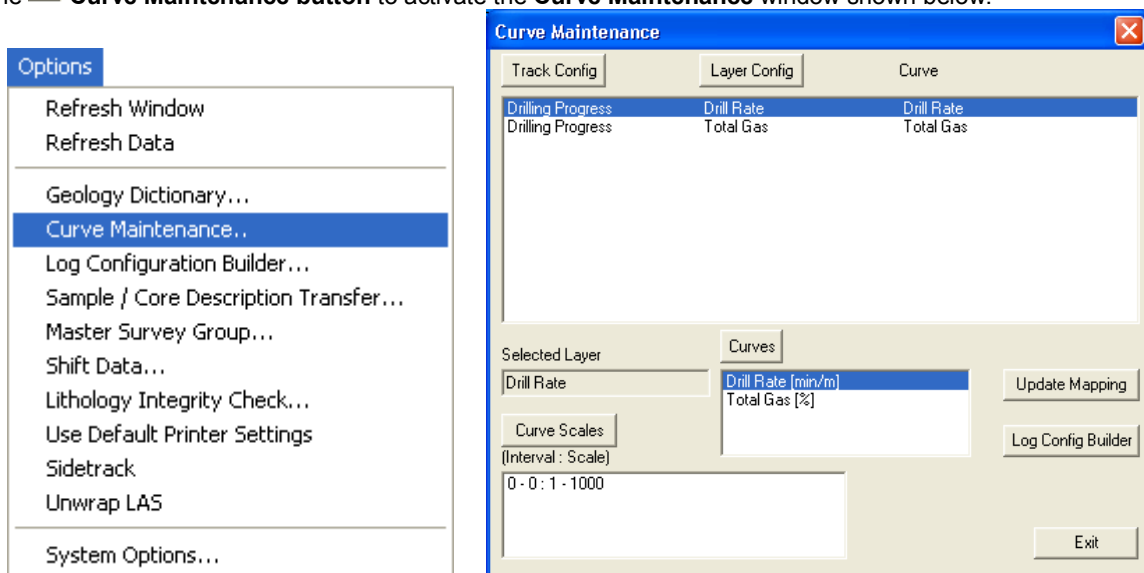 Curve Maintenance button to activate the Curve Maintenance window shown below.
Options
Refresh Window
Refresh Data
Geology Dictionary...
Curve Maintenance..
Log Configuration Builder...
Sample / Core Description Transfer...
Master Survey Group...
Shift Data...
Lithology Integrity Check...
Use Default Printer Settings
Sidetrack
Unwrap LAS
System Options...
Curve Maintenance
Track Config Layer Config Curve
Drilling Progress Drill Rate Drill Rate
Drilling Progress Total Gas Total Gas
Selected Layer
Drill Rate
Curves
Drill Rate [min/m]
Total Gas [%]
Update Mapping
Log Config Builder
Curve Scales
(Interval : Scale)
0 - 0 : 1 - 1000
Exit